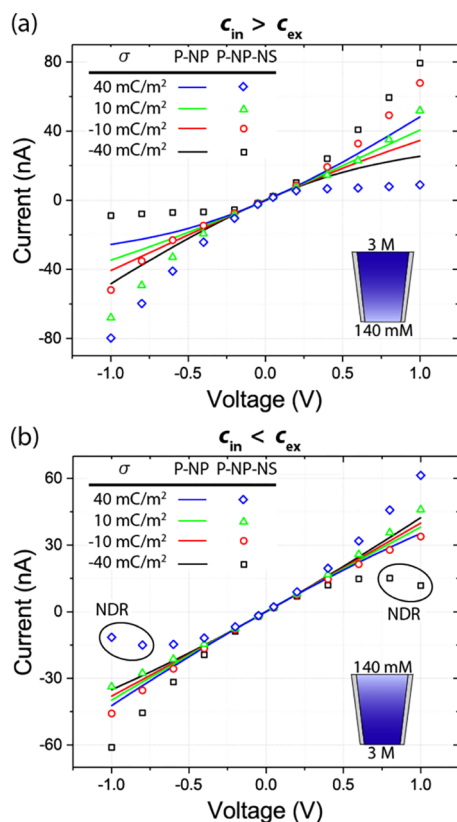 (a)
c_in > c_ex
σ P-NP P-NP-NS
40 mC/m²
10 mC/m²
-10 mC/m²
-40 mC/m²
80
40
0
-40
-80
Current (nA)
3 M
140 mM
-1.0 -0.5 0.0 0.5 1.0
Voltage (V)
(b)
c_in < c_ex
σ P-NP P-NP-NS
40 mC/m²
10 mC/m²
-10 mC/m²
-40 mC/m²
60
30
0
-30
-60
Current (nA)
NDR
NDR
140 mM
3 M
-1.0 -0.5 0.0 0.5 1.0
Voltage (V)